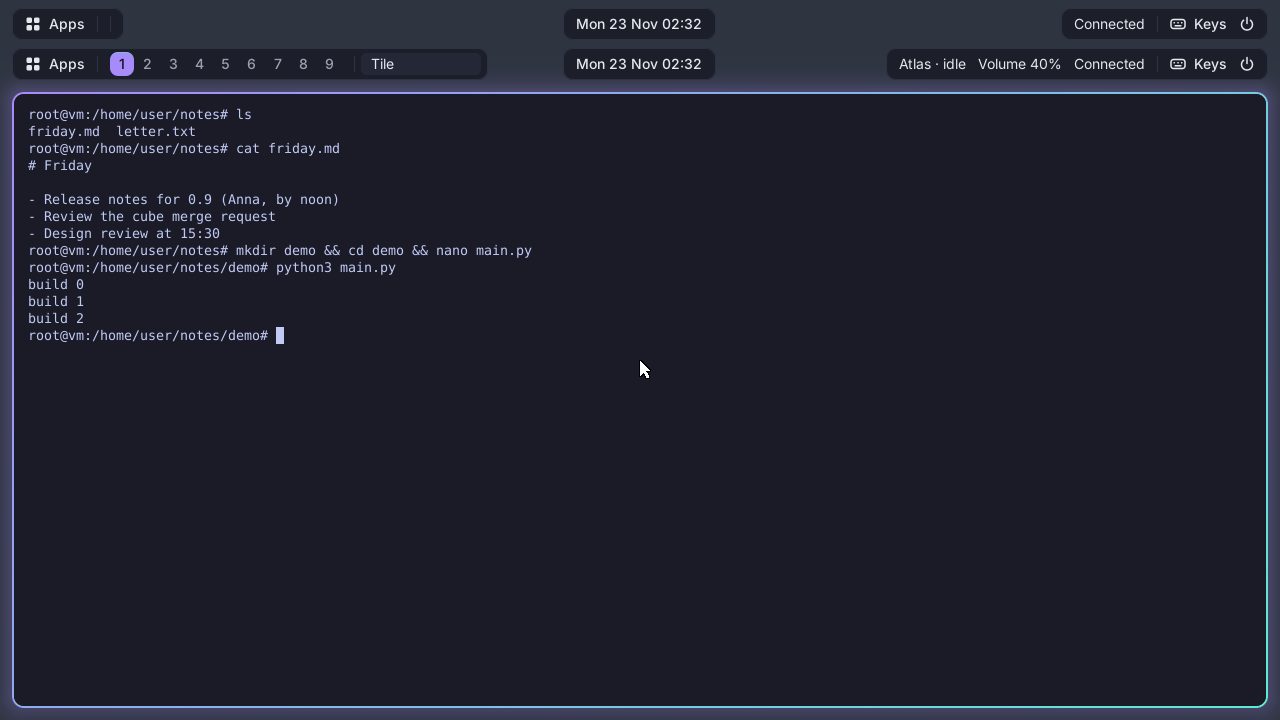 Apps
Mon 23 Nov 02:32
Connected
Keys
Apps
1 2 3 4 5 6 7 8 9
Tile
Mon 23 Nov 02:32
Atlas · idle
Volume 40%
Connected
Keys
root@vm:/home/user/notes# ls
friday.md  letter.txt
root@vm:/home/user/notes# cat friday.md
# Friday
- Release notes for 0.9 (Anna, by noon)
- Review the cube merge request
- Design review at 15:30
root@vm:/home/user/notes# mkdir demo && cd demo && nano main.py
root@vm:/home/user/notes/demo# python3 main.py
build 0
build 1
build 2
root@vm:/home/user/notes/demo#